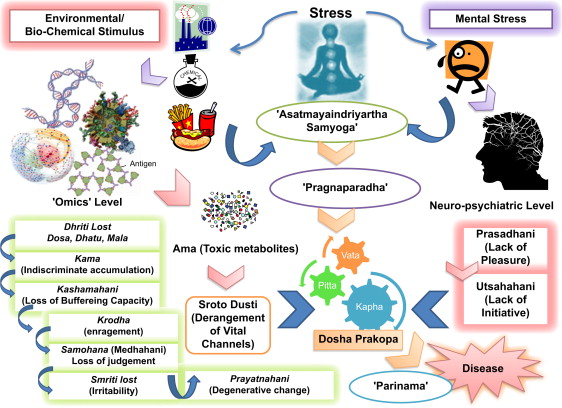 Environmental/
Bio-Chemical Stimulus
Stress
Mental Stress
CHEMICAL
'Asatmayaindriyartha
Samyoga'
Antigen
'Omics' Level
'Pragnaparadha'
Neuro-psychiatric Level
Dhriti Lost
Dosa, Dhatu, Mala
Kama
(Indiscriminate accumulation)
Kashamahani
(Loss of Buffereing Capacity)
Krodha
(enragement)
Samohana (Medhahani)
Loss of judgement
Smriti lost
(Irritability)
Prayatnahani
(Degenerative change)
Ama (Toxic metabolites)
Sroto Dusti
(Derangement of
Vital
Channels)
Vata
Pitta
Kapha
Dosha Prakopa
Prasadhani
(Lack of
Pleasure)
Utsahahani
(Lack of
Initiative)
'Parinama'
Disease